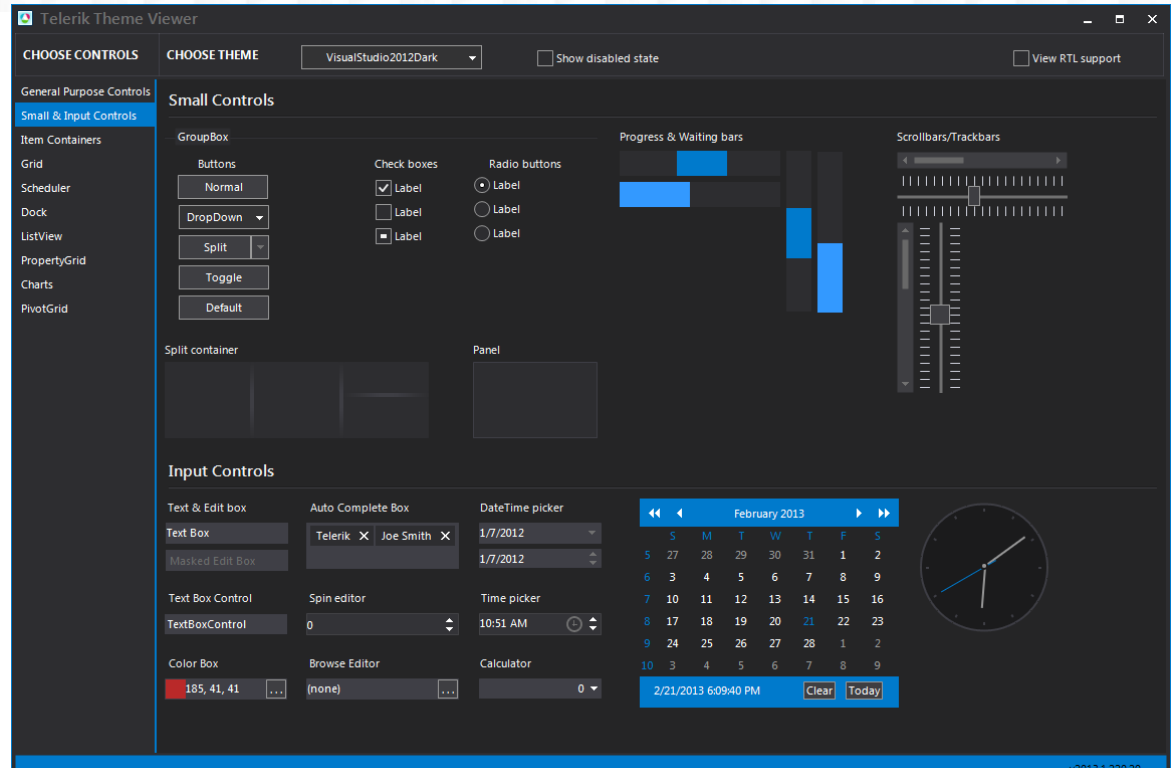 Telerik Theme Viewer
CHOOSE CONTROLS
CHOOSE THEME
VisualStudio2012Dark
Show disabled state
View RTL support
General Purpose Controls
Small & Input Controls
Item Containers
Grid
Scheduler
Dock
ListView
PropertyGrid
Charts
PivotGrid
Small Controls
GroupBox
Buttons
Normal
DropDown
Split
Toggle
Default
Check boxes
Label
Label
Label
Radio buttons
Label
Label
Label
Progress & Waiting bars
Scrollbars/Trackbars
Split container
Panel
Input Controls
Text & Edit box
Text Box
Masked Edit Box
Auto Complete Box
Telerik Joe Smith
DateTime picker
1/7/2012
1/7/2012
Text Box Control
TextBoxControl
Spin editor
0
Time picker
10:51 AM
Color Box
185, 41, 41 ...
Browse Editor
(none) ...
Calculator
0
February 2013
S M T W T F S
5 27 28 29 30 31 1 2
6 3 4 5 6 7 8 9
7 10 11 12 13 14 15 16
8 17 18 19 20 21 22 23
9 24 25 26 27 28 1 2
10 3 4 5 6 7 8 9
2/21/2013 6:09:40 PM Clear Today